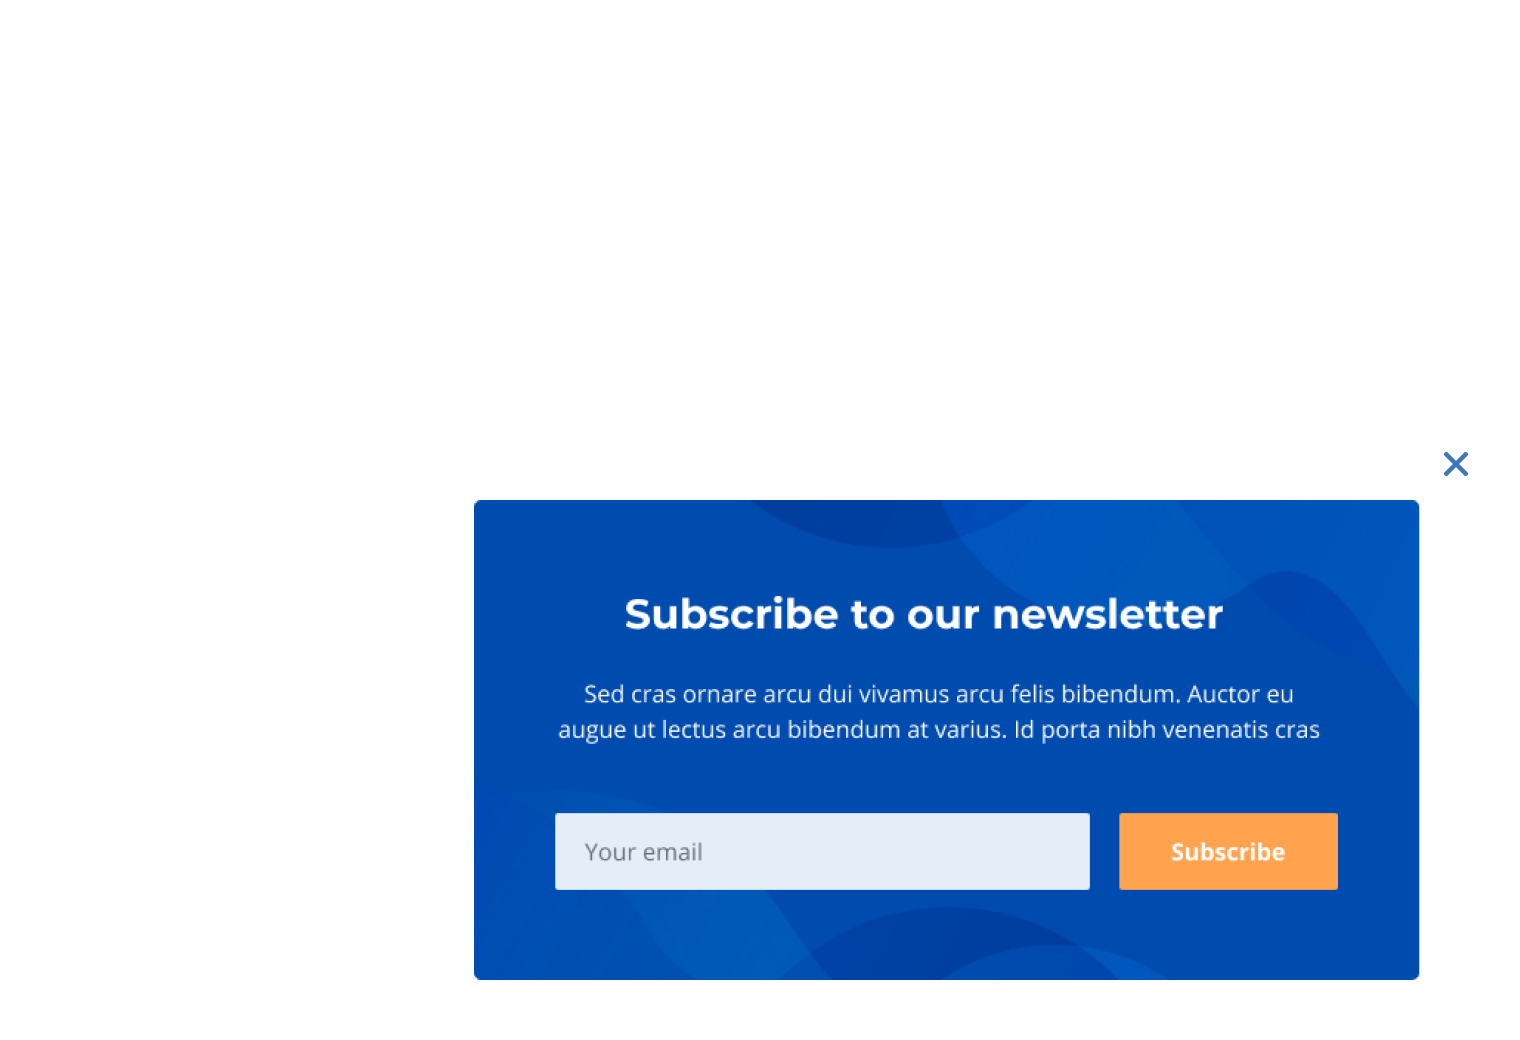 Subscribe to our newsletter
Sed cras ornare arcu dui vivamus arcu felis bibendum. Auctor eu
augue ut lectus arcu bibendum at varius. Id porta nibh venenatis cras
Your email
Subscribe